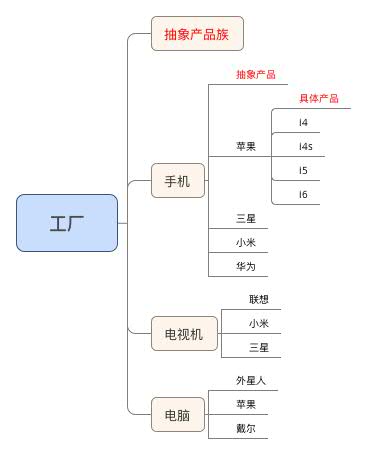 工厂
抽象产品族
手机
抽象产品
苹果
具体产品
I4
I4s
I5
I6
三星
小米
华为
电视机
联想
小米
三星
电脑
外星人
苹果
戴尔